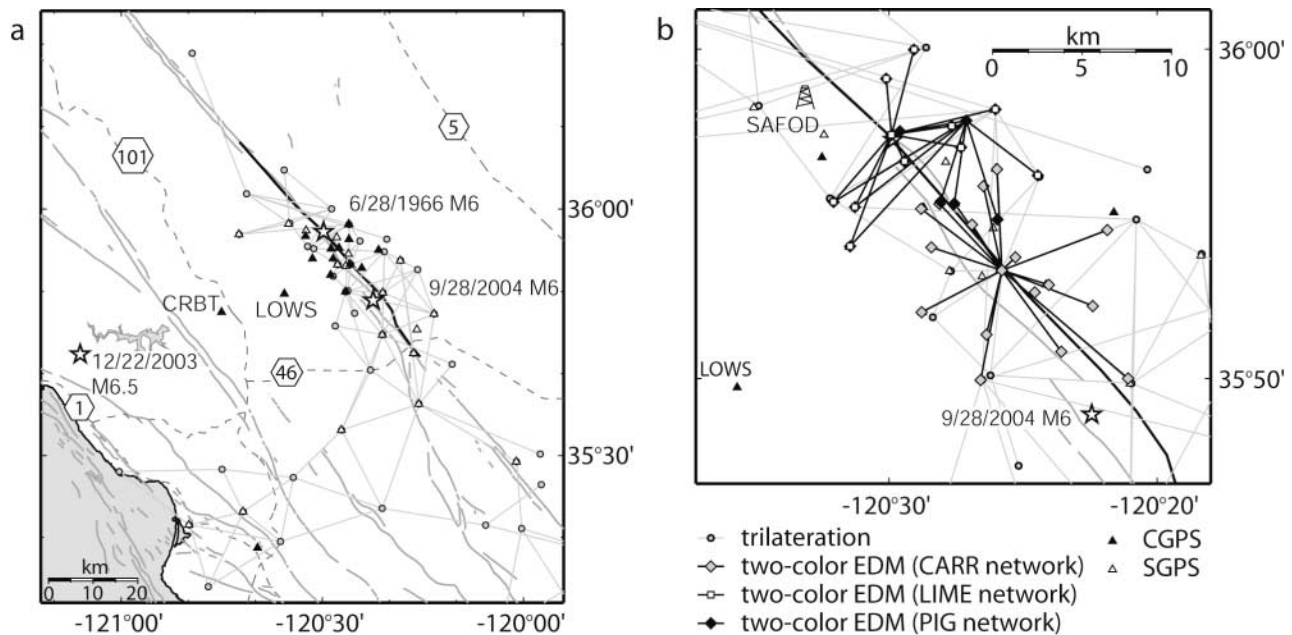 a
5
101
6/28/1966 M6
36°00'
9/28/2004 M6
CRBT
LOWS
12/22/2003
M6.5
46
1
35°30'
km
0 10 20
-121°00'
-120°30'
-120°00'
b
km
0 5 10
36°00'
SAFOD
LOWS
35°50'
9/28/2004 M6
-120°30'
-120°20'
trilateration
two-color EDM (CARR network)
two-color EDM (LIME network)
two-color EDM (PIG network)
CGPS
SGPS